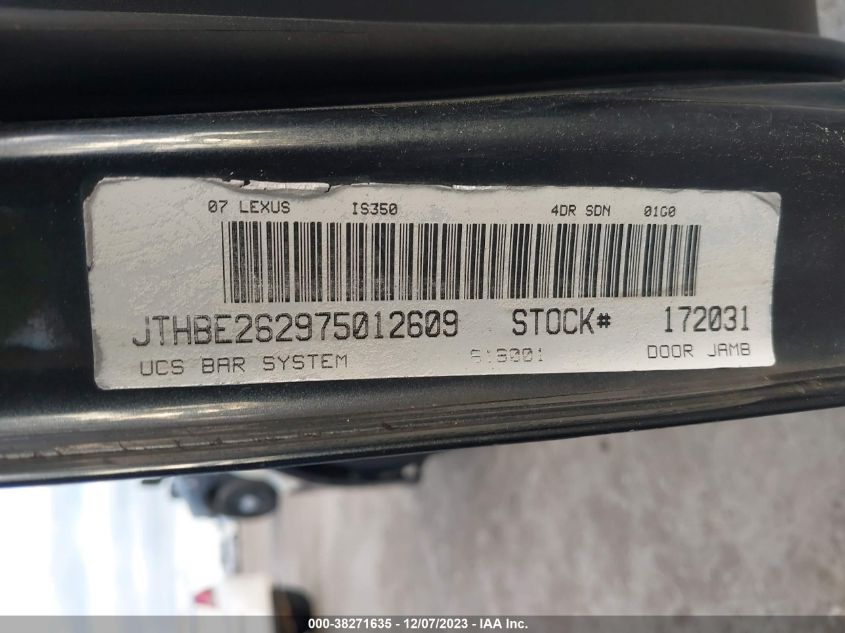 07 LEXUS IS350 4DR SDN 01G0
JTHBE262975012609 STOCK# 172031
UCS BAR SYSTEM DOOR JAMB
000-38271635 - 12/07/2023 - IAA Inc.